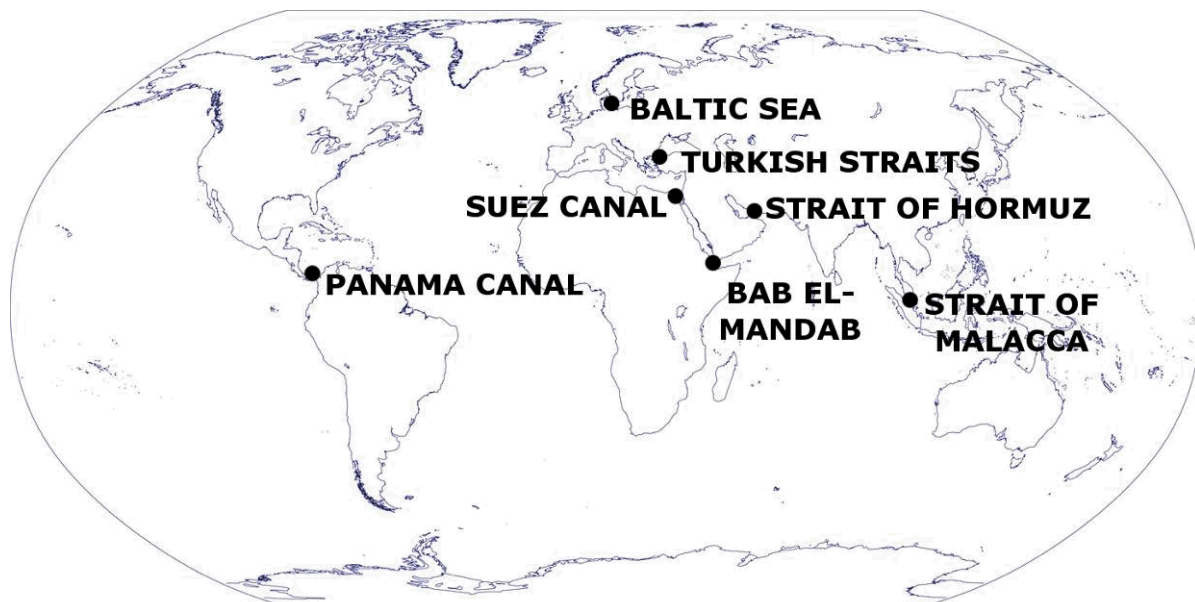 BALTIC SEA
TURKISH STRAITS
SUEZ CANAL
STRAIT OF HORMUZ
PANAMA CANAL
BAB EL-
MANDAB
STRAIT OF
MALACCA